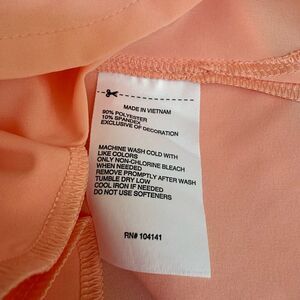 MADE IN VIETNAM
90% POLYESTER
10% SPANDEX
EXCLUSIVE OF DECORATION
MACHINE WASH COLD WITH
LIKE COLORS
ONLY NON-CHLORINE BLEACH
WHEN NEEDED
REMOVE PROMPTLY AFTER WASH
TUMBLE DRY LOW
COOL IRON IF NEEDED
DO NOT USE SOFTENERS
RN# 104141